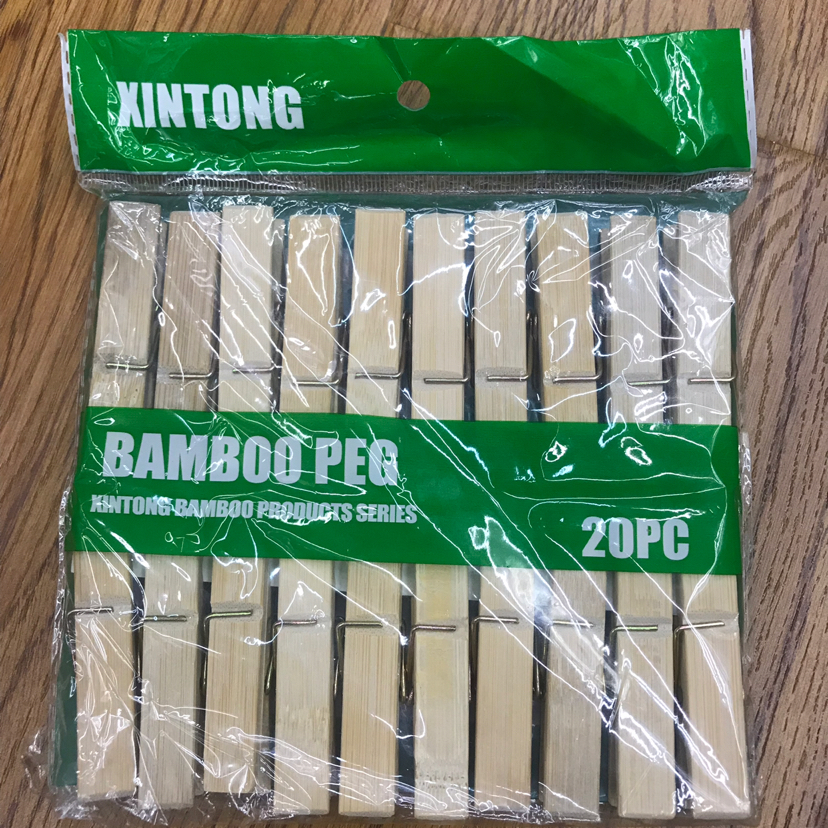 XINTONG
BAMBOO PEG
XINTONG BAMBOO PRODUCTS SERIES
20PC